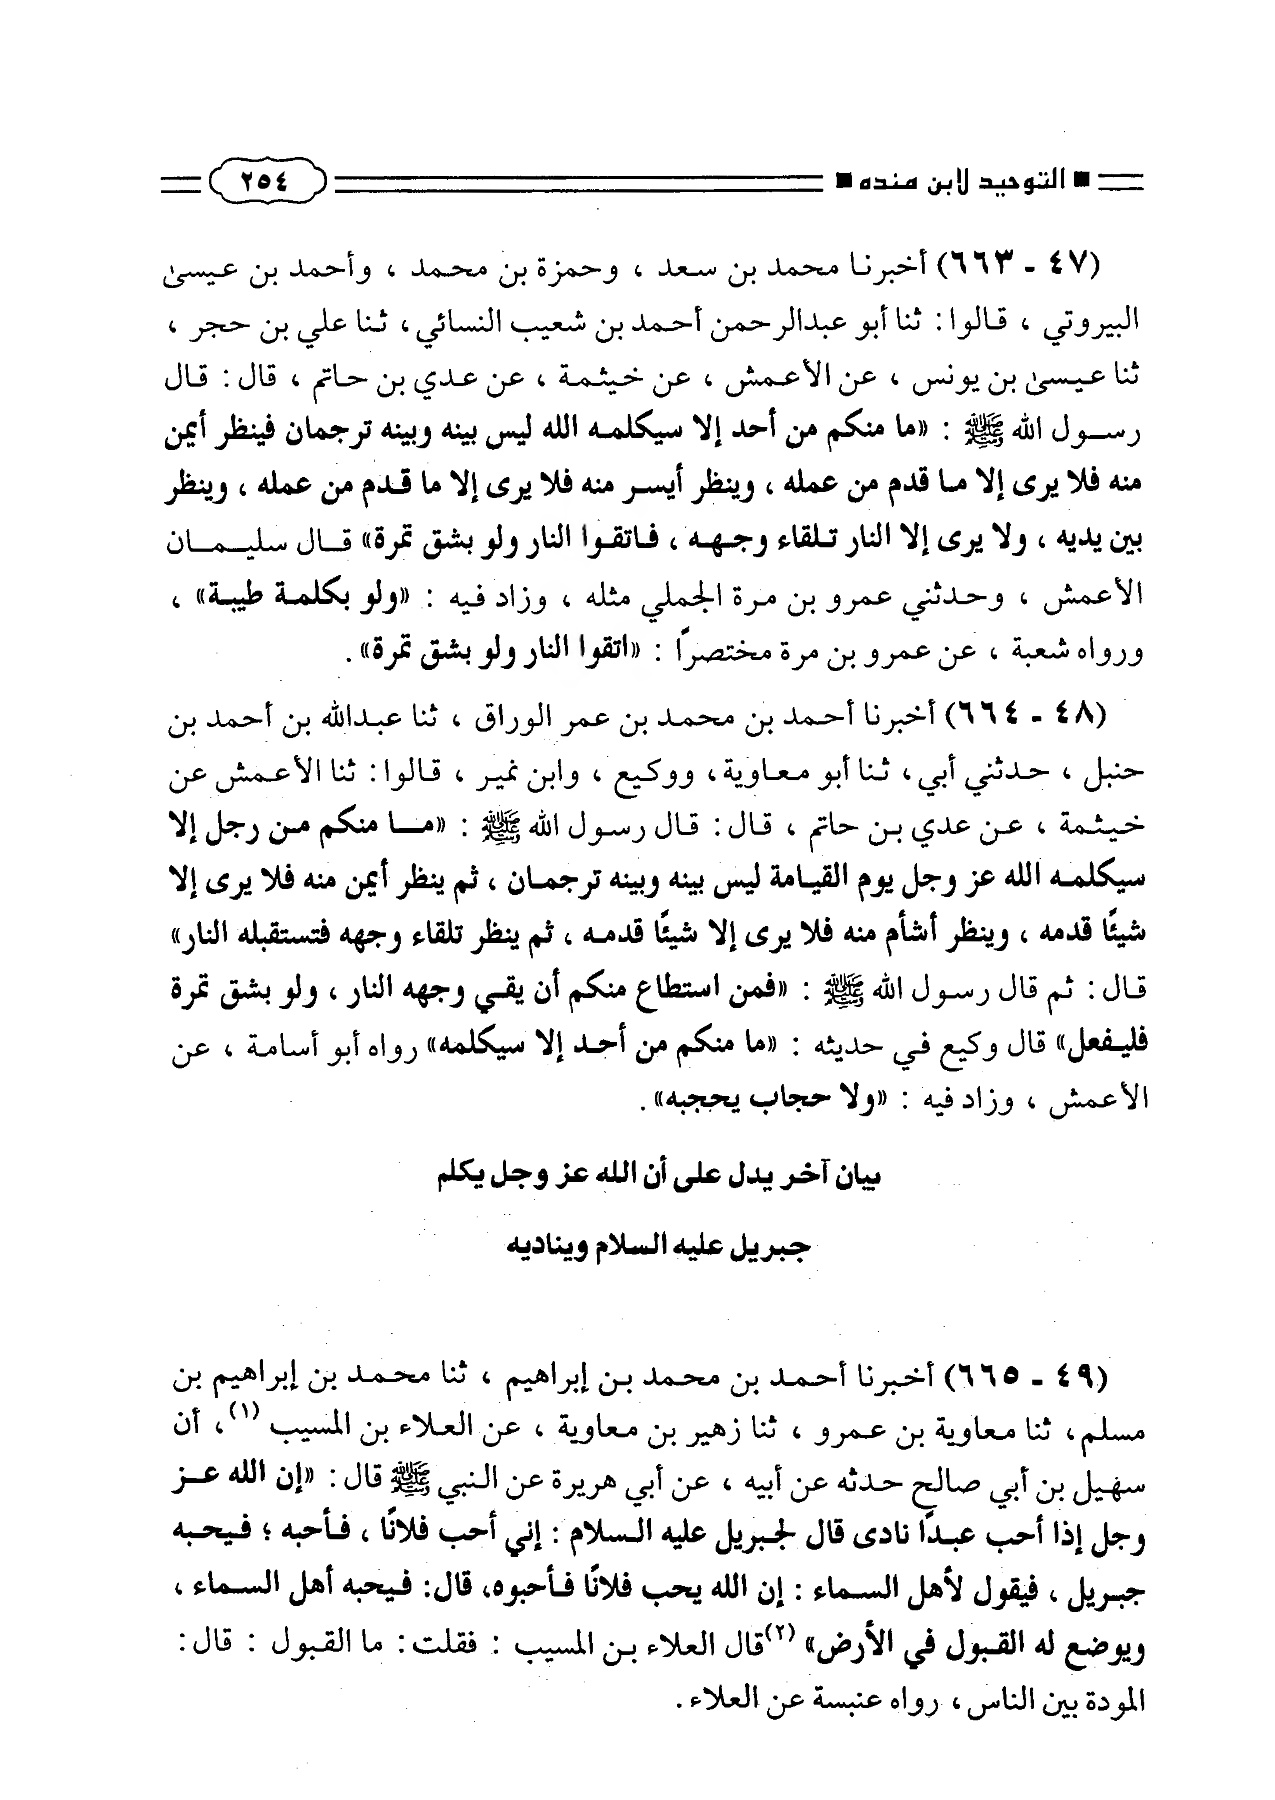 ■ التوحيد لابن منده ■ ٢٥٤
(٤٧ - ٦٦٣) أخبرنا محمد بن سعد ، وحمزة بن محمد ، وأحمد بن عيسىٰ
البيروتي ، قالوا : ثنا أبو عبدالرحمن أحمد بن شعيب النسائي ، ثنا علي بن حجر ،
ثنا عيسىٰ بن يونس ، عن الأعمش ، عن خيثمة ، عن عدي بن حاتم ، قال : قال
رسول الله ﷺ : «ما منكم من أحد إلا سيكلمه الله ليس بينه وبينه ترجمان فينظر أيمن
منه فلا يرى إلا ما قدم من عمله ، وينظر أيسر منه فلا يرى إلا ما قدم من عمله ، وينظر
بين يديه ، ولا يرى إلا النار تلقاء وجهه ، فاتقوا النار ولو بشق تمرة» قال سليمان
الأعمش ، وحدثني عمرو بن مرة الجملي مثله ، وزاد فيه : «ولو بكلمة طيبة» ،
ورواه شعبة ، عن عمرو بن مرة مختصراً : «اتقوا النار ولو بشق تمرة» .
(٤٨ - ٦٦٤) أخبرنا أحمد بن محمد بن عمر الوراق ، ثنا عبدالله بن أحمد بن
حنبل ، حدثني أبي ، ثنا أبو معاوية ، ووكيع ، وابن نمير ، قالوا : ثنا الأعمش عن
خيثمة ، عن عدي بن حاتم ، قال : قال رسول الله ﷺ : «ما منكم من رجل إلا
سيكلمه الله عز وجل يوم القيامة ليس بينه وبينه ترجمان ، ثم ينظر أيمن منه فلا يرى إلا
شيئًا قدمه ، وينظر أشأم منه فلا يرى إلا شيئًا قدمه ، ثم ينظر تلقاء وجهه فتستقبله النار»
قال : ثم قال رسول الله ﷺ : «فمن استطاع منكم أن يقي وجهه النار ، ولو بشق تمرة
فليفعل» قال وكيع في حديثه : «ما منكم من أحد إلا سيكلمه» رواه أبو أسامة ، عن
الأعمش ، وزاد فيه : «ولا حجاب يحجبه» .
بيان آخر يدل على أن الله عز وجل يكلم
جبريل عليه السلام ويناديه
(٤٩ - ٦٦٥) أخبرنا أحمد بن محمد بن إبراهيم ، ثنا محمد بن إبراهيم بن
مسلم ، ثنا معاوية بن عمرو ، ثنا زهير بن معاوية ، عن العلاء بن المسيب (١) ، أن
سهيل بن أبي صالح حدثه عن أبيه ، عن أبي هريرة عن النبي ﷺ قال : «إن الله عز
وجل إذا أحب عبدًا نادى قال لجبريل عليه السلام : إني أحب فلانًا ، فأحبه ؛ فيحبه
جبريل ، فيقول لأهل السماء : إن الله يحب فلانًا فأحبوه، قال: فيحبه أهل السماء ،
ويوضع له القبول في الأرض» (٢) قال العلاء بن المسيب : فقلت : ما القبول : قال :
المودة بين الناس ، رواه عنبسة عن العلاء .